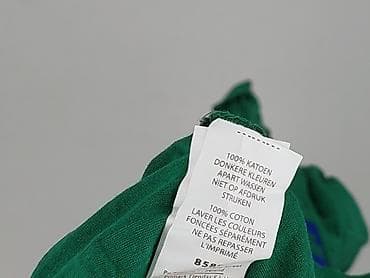 100% KATOEN
DONKERE KLEUREN
APART WASSEN
NIET OP AFDRUK
STRIJKEN
100% COTON
LAVER LES COULEURS
FONCÉES SÉPARÉMENT
NE PAS REPASSER
L'IMPRIMÉ